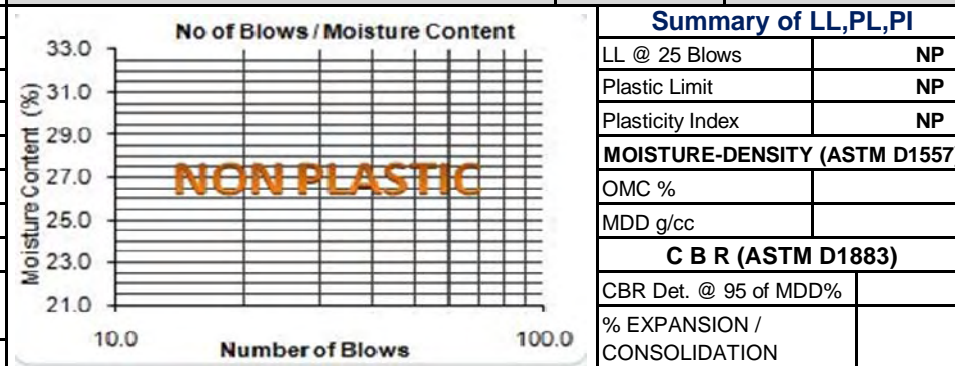 No of Blows / Moisture Content
33.0
31.0
29.0
27.0
25.0
23.0
21.0
Moisture Content (%)
NON PLASTIC
10.0
100.0
Number of Blows
Summary of LL,PL,PI
LL @ 25 Blows NP
Plastic Limit NP
Plasticity Index NP
MOISTURE-DENSITY (ASTM D1557)
OMC %
MDD g/cc
C B R (ASTM D1883)
CBR Det. @ 95 of MDD%
% EXPANSION /
CONSOLIDATION